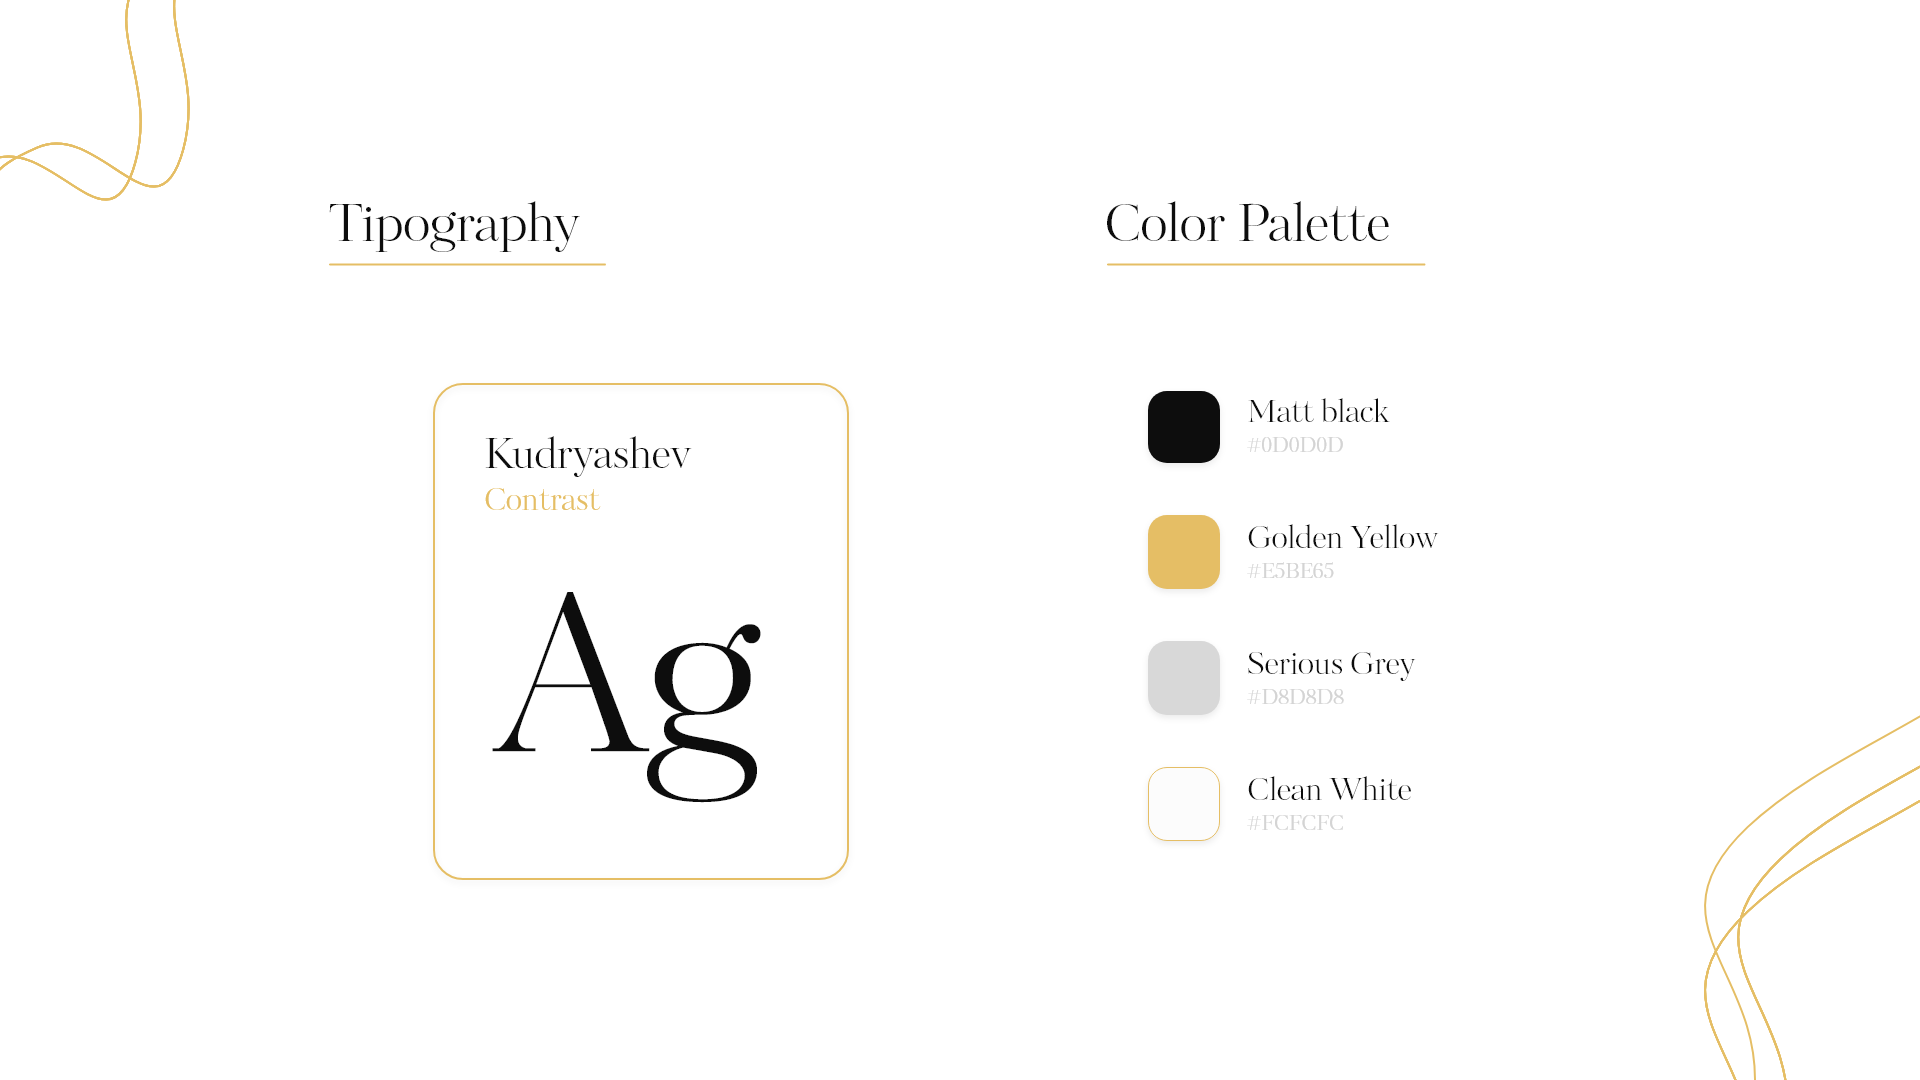 Tipography
Kudryashev
Contrast
Ag
Color Palette
Matt black
#0D0D0D
Golden Yellow
#E5BE65
Serious Grey
#D8D8D8
Clean White
#FCFCFC